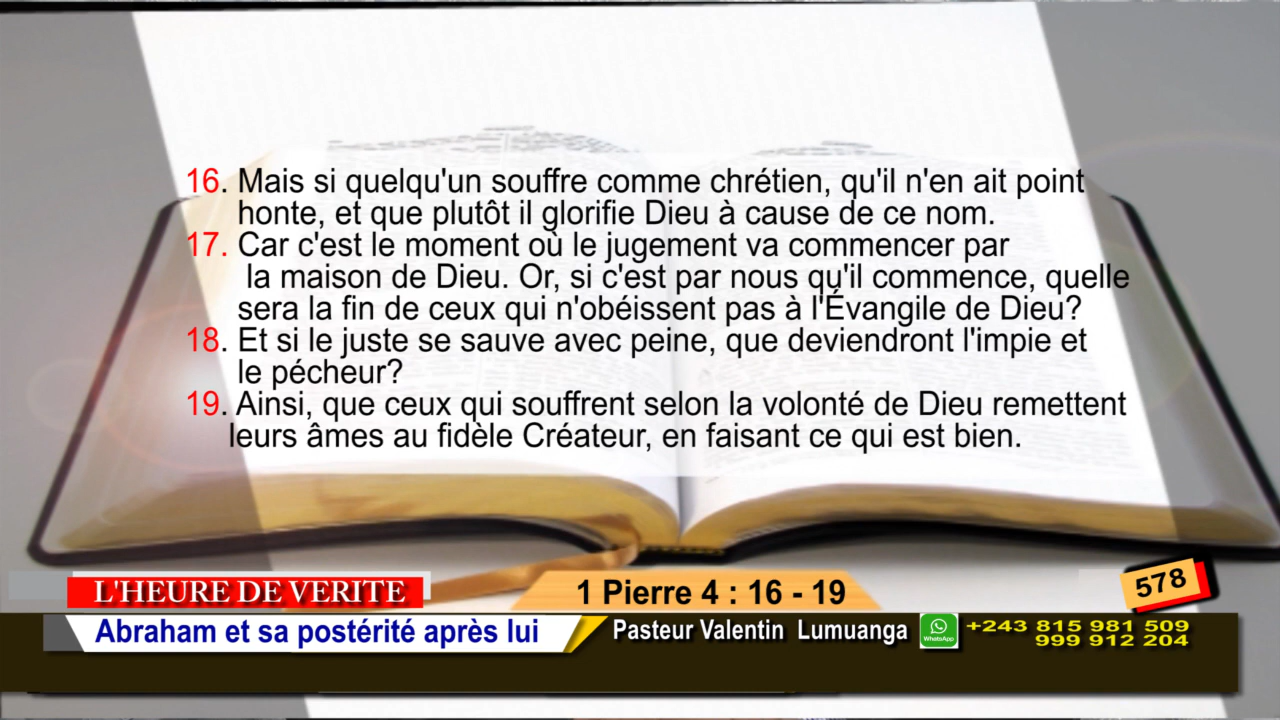 16. Mais si quelqu'un souffre comme chrétien, qu'il n'en ait point
honte, et que plutôt il glorifie Dieu à cause de ce nom.
17. Car c'est le moment où le jugement va commencer par
la maison de Dieu. Or, si c'est par nous qu'il commence, quelle
sera la fin de ceux qui n'obéissent pas à l'Évangile de Dieu?
18. Et si le juste se sauve avec peine, que deviendront l'impie et
le pécheur?
19. Ainsi, que ceux qui souffrent selon la volonté de Dieu remettent
leurs âmes au fidèle Créateur, en faisant ce qui est bien.
L'HEURE DE VERITE
1 Pierre 4 : 16 - 19
578
Abraham et sa postérité après lui
Pasteur Valentin Lumuanga
WhatsApp
+243 815 981 509
999 912 204